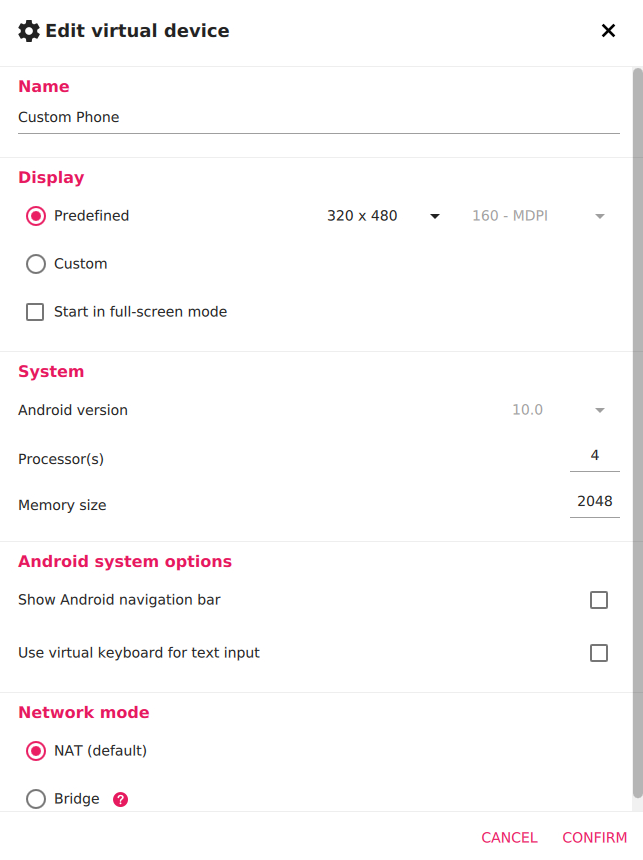 Edit virtual device
Name
Custom Phone
Display
Predefined 320 x 480 160 - MDPI
Custom
Start in full-screen mode
System
Android version 10.0
Processor(s) 4
Memory size 2048
Android system options
Show Android navigation bar
Use virtual keyboard for text input
Network mode
NAT (default)
Bridge ?
CANCEL CONFIRM